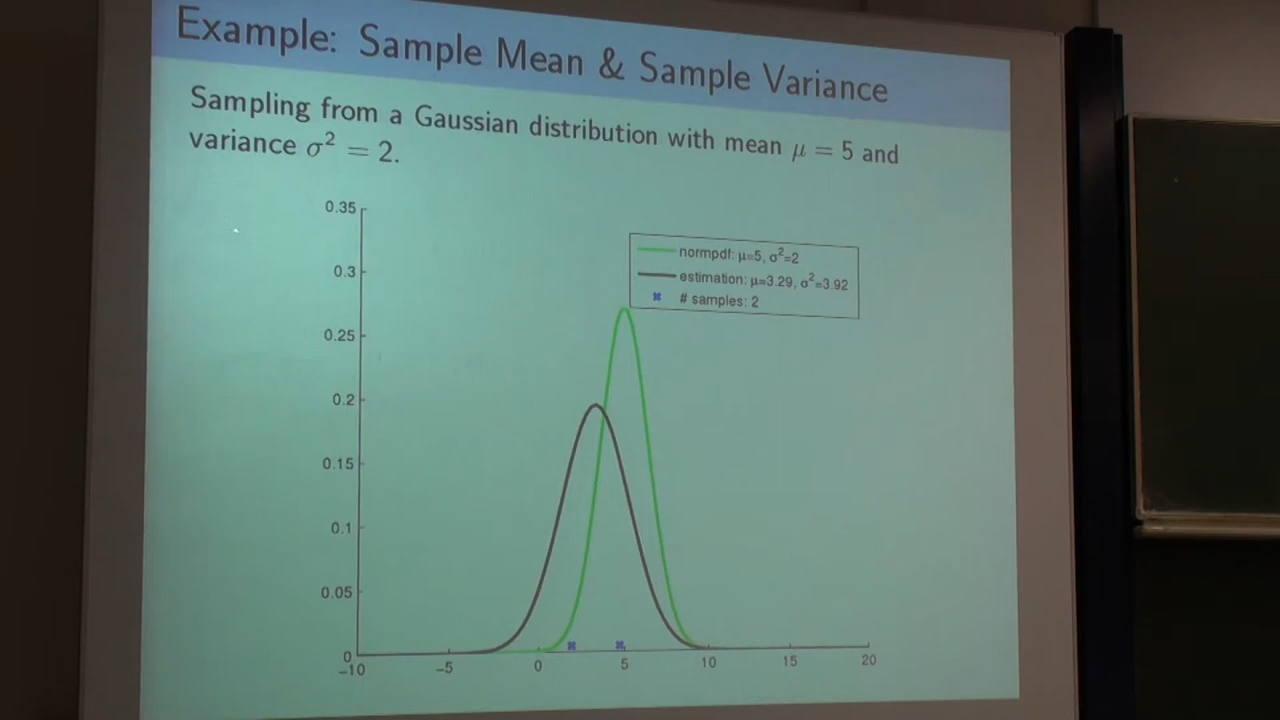 Example: Sample Mean & Sample Variance
Sampling from a Gaussian distribution with mean μ = 5 and
variance σ² = 2.
0.35
0.3
0.25
0.2
0.15
0.1
0.05
0
normpdf: μ=5, σ²=2
estimation: μ=3.29, σ²=3.92
# samples: 2
−10
−5
0
5
10
15
20